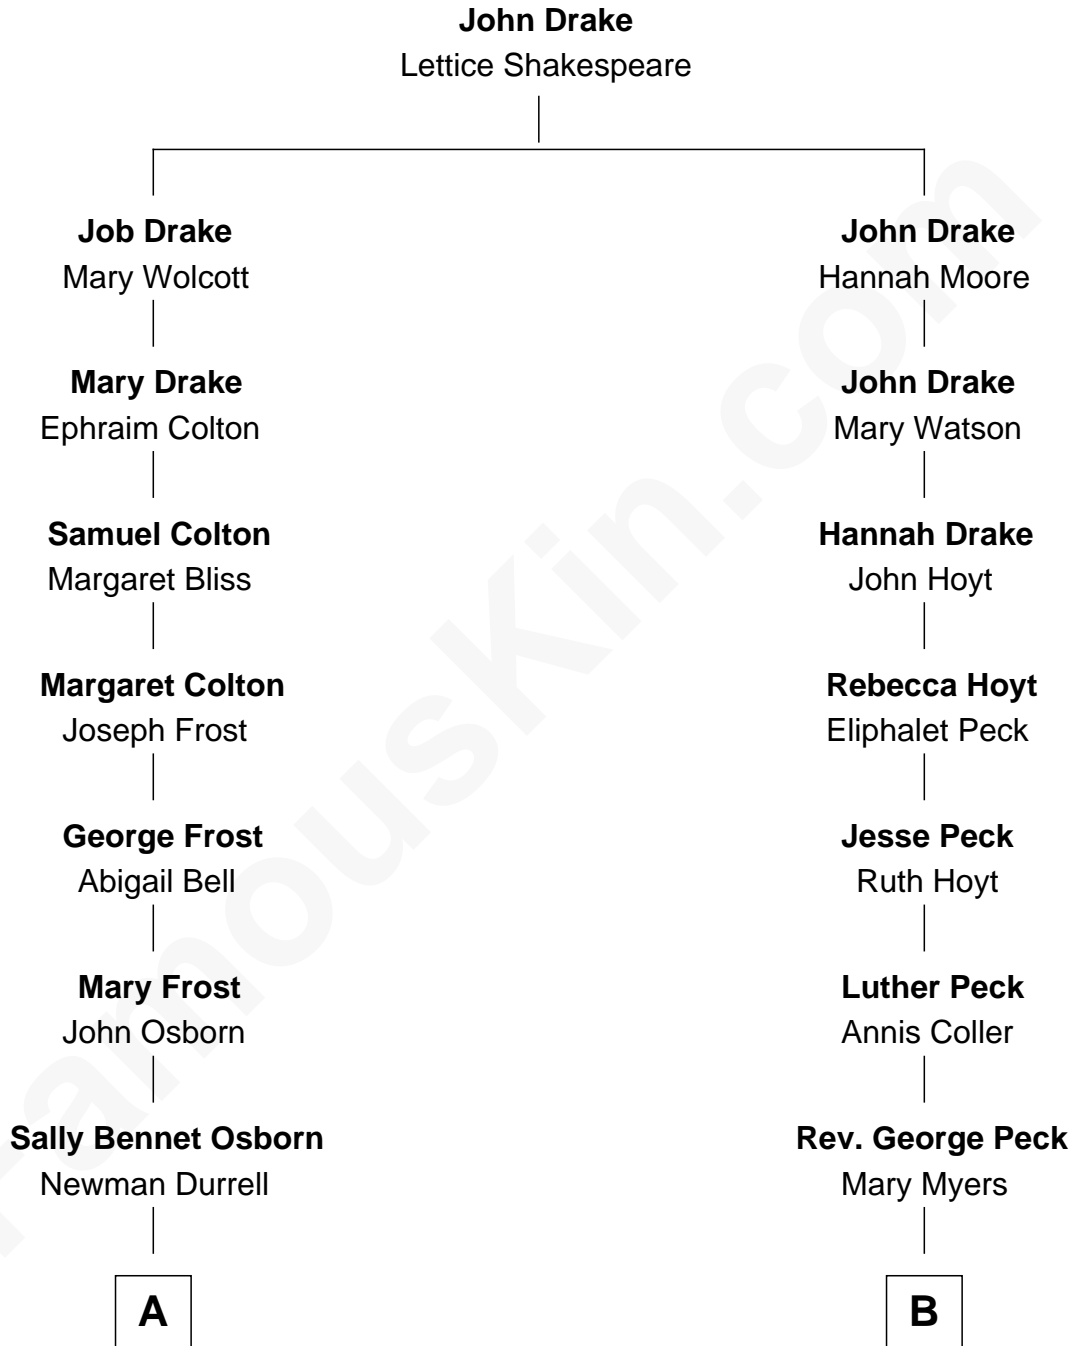 John Drake
Lettice Shakespeare
Job Drake
Mary Wolcott
John Drake
Hannah Moore
Mary Drake
Ephraim Colton
John Drake
Mary Watson
Samuel Colton
Margaret Bliss
Hannah Drake
John Hoyt
Margaret Colton
Joseph Frost
Rebecca Hoyt
Eliphalet Peck
George Frost
Abigail Bell
Jesse Peck
Ruth Hoyt
Mary Frost
John Osborn
Luther Peck
Annis Coller
Sally Bennet Osborn
Newman Durrell
Rev. George Peck
Mary Myers
A
B
FamousKin.com